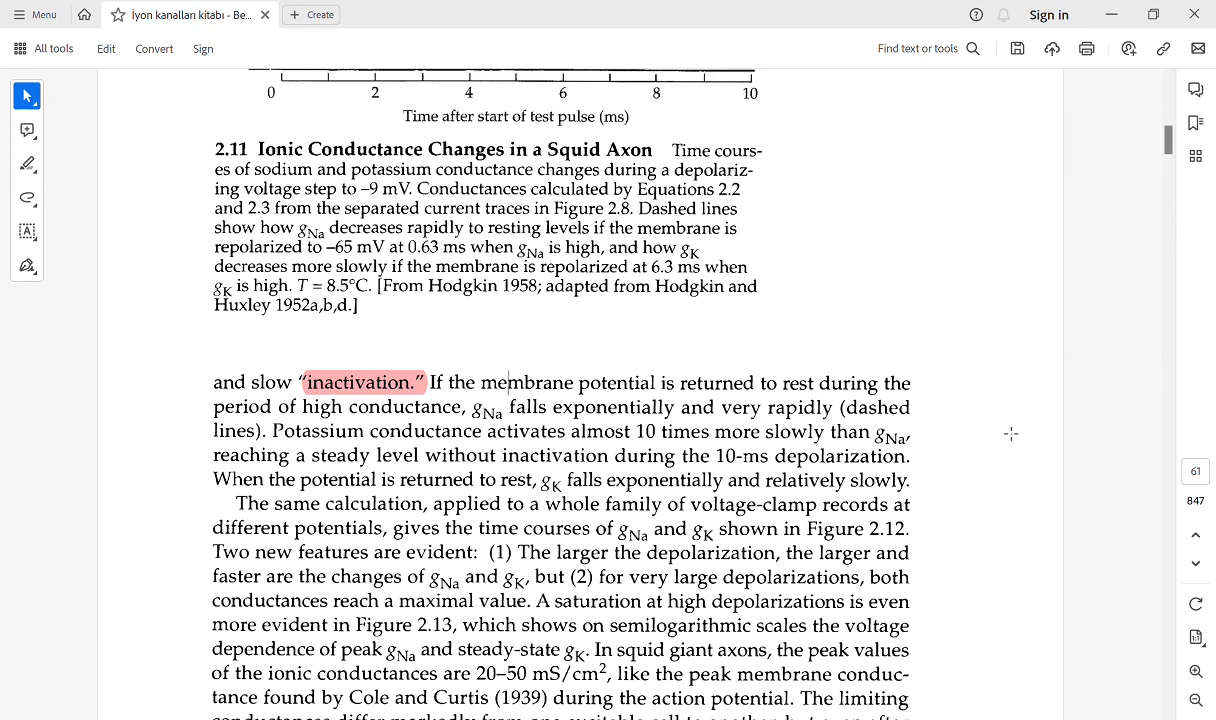 Menu
İyon kanalları kitabı - Be...
Create
Sign in
All tools
Edit
Convert
Sign
Find text or tools
0 2 4 6 8 10
Time after start of test pulse (ms)
2.11 Ionic Conductance Changes in a Squid Axon Time cours-
es of sodium and potassium conductance changes during a depolariz-
ing voltage step to –9 mV. Conductances calculated by Equations 2.2
and 2.3 from the separated current traces in Figure 2.8. Dashed lines
show how gNa decreases rapidly to resting levels if the membrane is
repolarized to –65 mV at 0.63 ms when gNa is high, and how gK
decreases more slowly if the membrane is repolarized at 6.3 ms when
gK is high. T = 8.5°C. [From Hodgkin 1958; adapted from Hodgkin and
Huxley 1952a,b,d.]
and slow “inactivation.” If the membrane potential is returned to rest during the
period of high conductance, gNa falls exponentially and very rapidly (dashed
lines). Potassium conductance activates almost 10 times more slowly than gNa,
reaching a steady level without inactivation during the 10-ms depolarization.
When the potential is returned to rest, gK falls exponentially and relatively slowly.
The same calculation, applied to a whole family of voltage-clamp records at
different potentials, gives the time courses of gNa and gK shown in Figure 2.12.
Two new features are evident: (1) The larger the depolarization, the larger and
faster are the changes of gNa and gK, but (2) for very large depolarizations, both
conductances reach a maximal value. A saturation at high depolarizations is even
more evident in Figure 2.13, which shows on semilogarithmic scales the voltage
dependence of peak gNa and steady-state gK. In squid giant axons, the peak values
of the ionic conductances are 20–50 mS/cm², like the peak membrane conduc-
tance found by Cole and Curtis (1939) during the action potential. The limiting
61
847